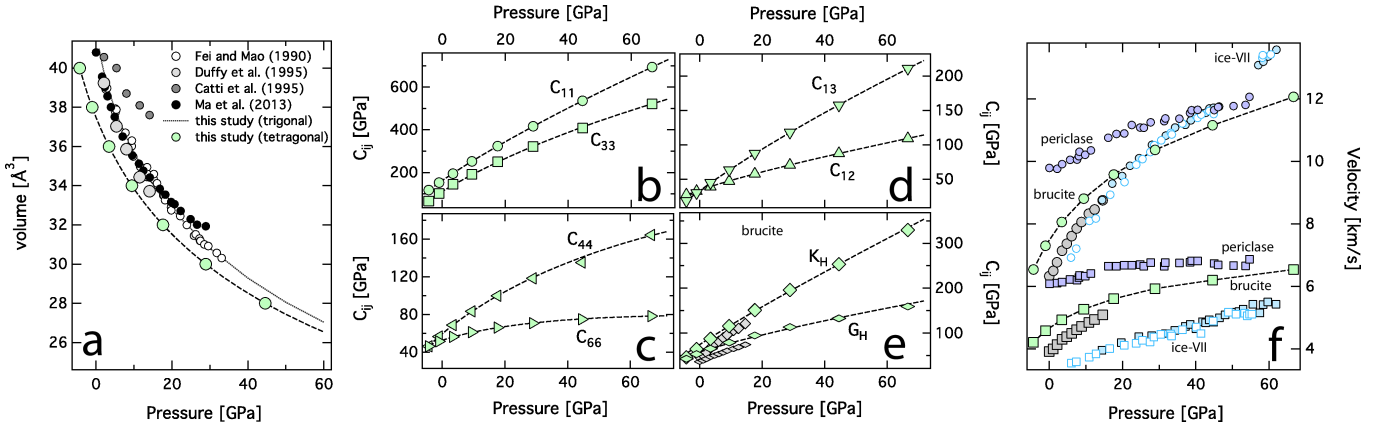 Pressure [GPa]
Pressure [GPa]
0 20 40 60
0 20 40 60
volume [Å³]
40
38
36
34
32
30
28
26
Fei and Mao (1990)
Duffy et al. (1995)
Catti et al. (1995)
Ma et al. (2013)
this study (trigonal)
this study (tetragonal)
a
0 20 40 60
Pressure [GPa]
Cij [GPa]
600
400
200
C11
C33
b
Cij [GPa]
160
120
80
40
C44
C66
c
0 20 40 60
Pressure [GPa]
C13
C12
d
200
150
100
50
Cij [GPa]
brucite
KH
GH
e
300
200
100
Cij [GPa]
0 20 40 60
Pressure [GPa]
ice-VII
periclase
brucite
periclase
brucite
ice-VII
f
12
10
8
6
4
Velocity [km/s]
0 20 40 60
Pressure [GPa]